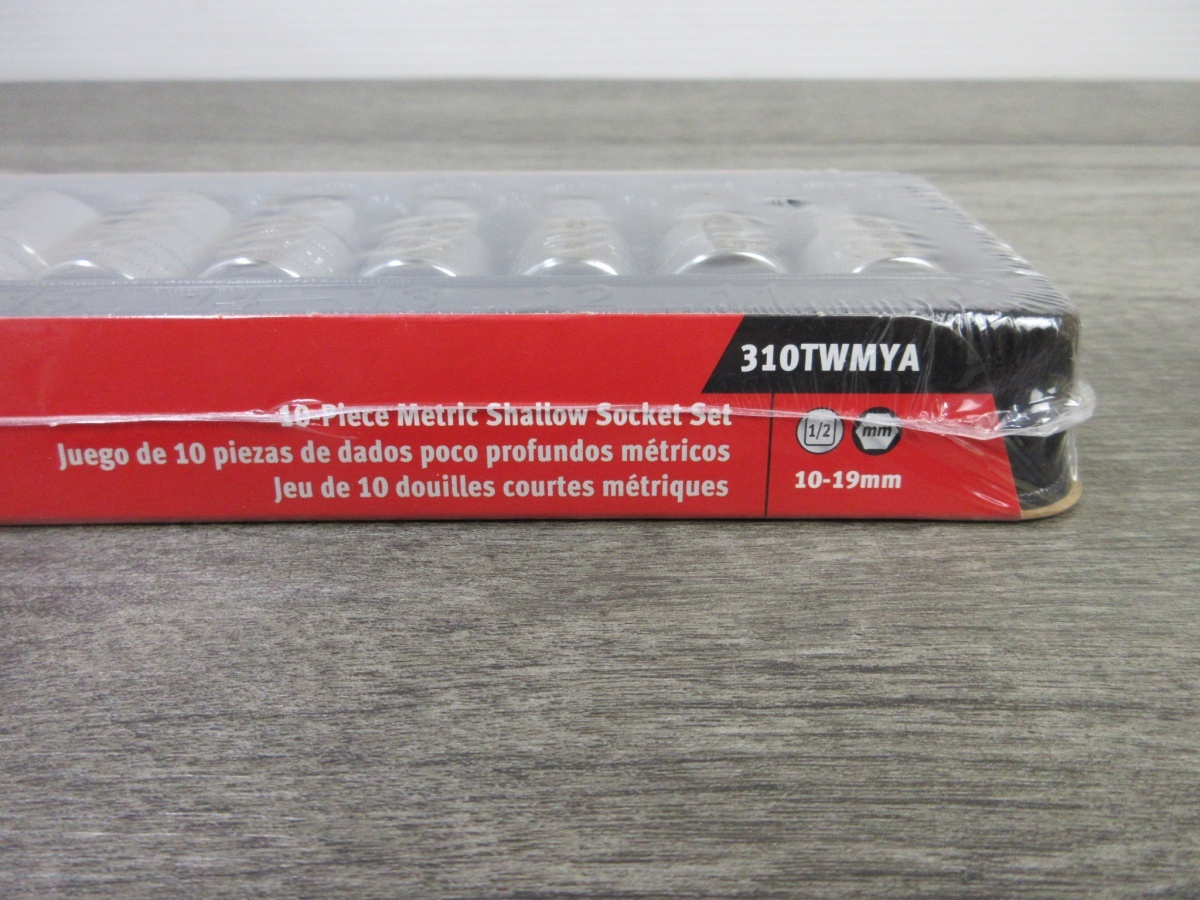 310TWMYA
10-Piece Metric Shallow Socket Set
Juego de 10 piezas de dados poco profundos métricos
Jeu de 10 douilles courtes métriques
1/2 mm
10-19mm